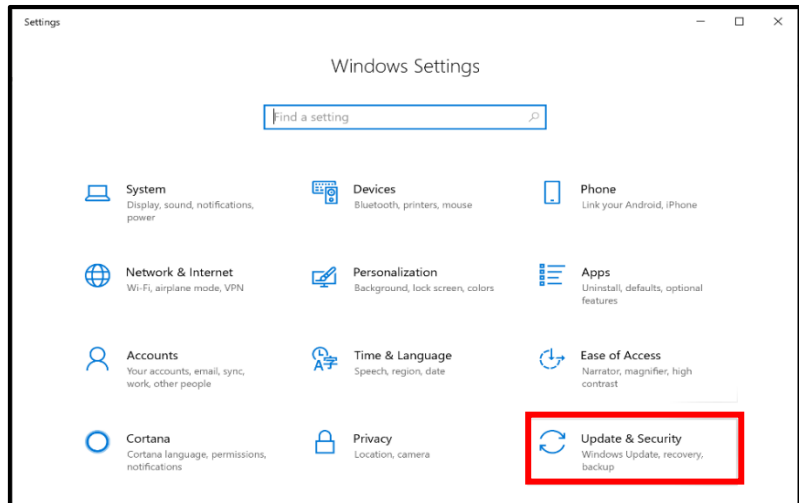 Settings
Windows Settings
Find a setting
System
Display, sound, notifications,
power
Devices
Bluetooth, printers, mouse
Phone
Link your Android, iPhone
Network & Internet
Wi-Fi, airplane mode, VPN
Personalization
Background, lock screen, colors
Apps
Uninstall, defaults, optional
features
Accounts
Your accounts, email, sync,
work, other people
Time & Language
Speech, region, date
Ease of Access
Narrator, magnifier, high
contrast
Cortana
Cortana language, permissions,
notifications
Privacy
Location, camera
Update & Security
Windows Update, recovery,
backup